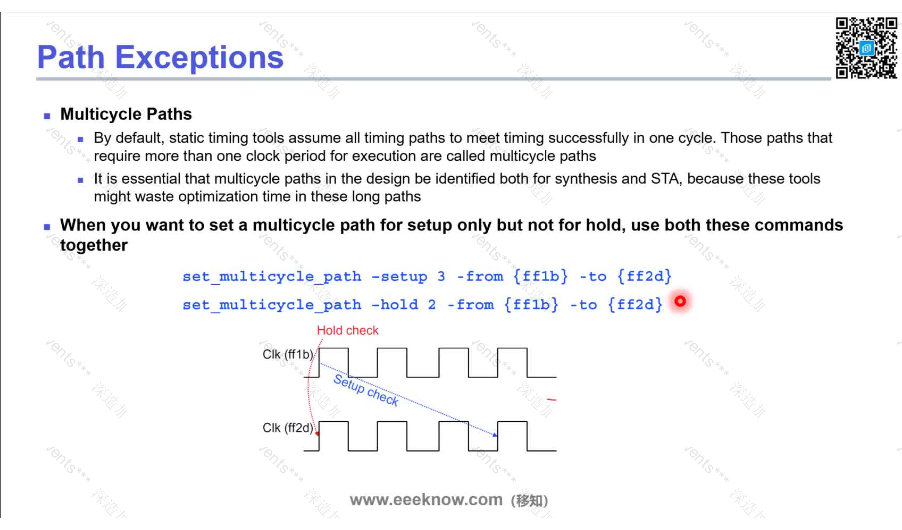 Path Exceptions
Multicycle Paths
By default, static timing tools assume all timing paths to meet timing successfully in one cycle. Those paths that
require more than one clock period for execution are called multicycle paths
It is essential that multicycle paths in the design be identified both for synthesis and STA, because these tools
might waste optimization time in these long paths
When you want to set a multicycle path for setup only but not for hold, use both these commands
together
set_multicycle_path –setup 3 -from {ff1b} -to {ff2d}
set_multicycle_path –hold 2 -from {ff1b} -to {ff2d}
Hold check
Clk (ff1b)
Setup check
Clk (ff2d)
www.eeeknow.com (移知)